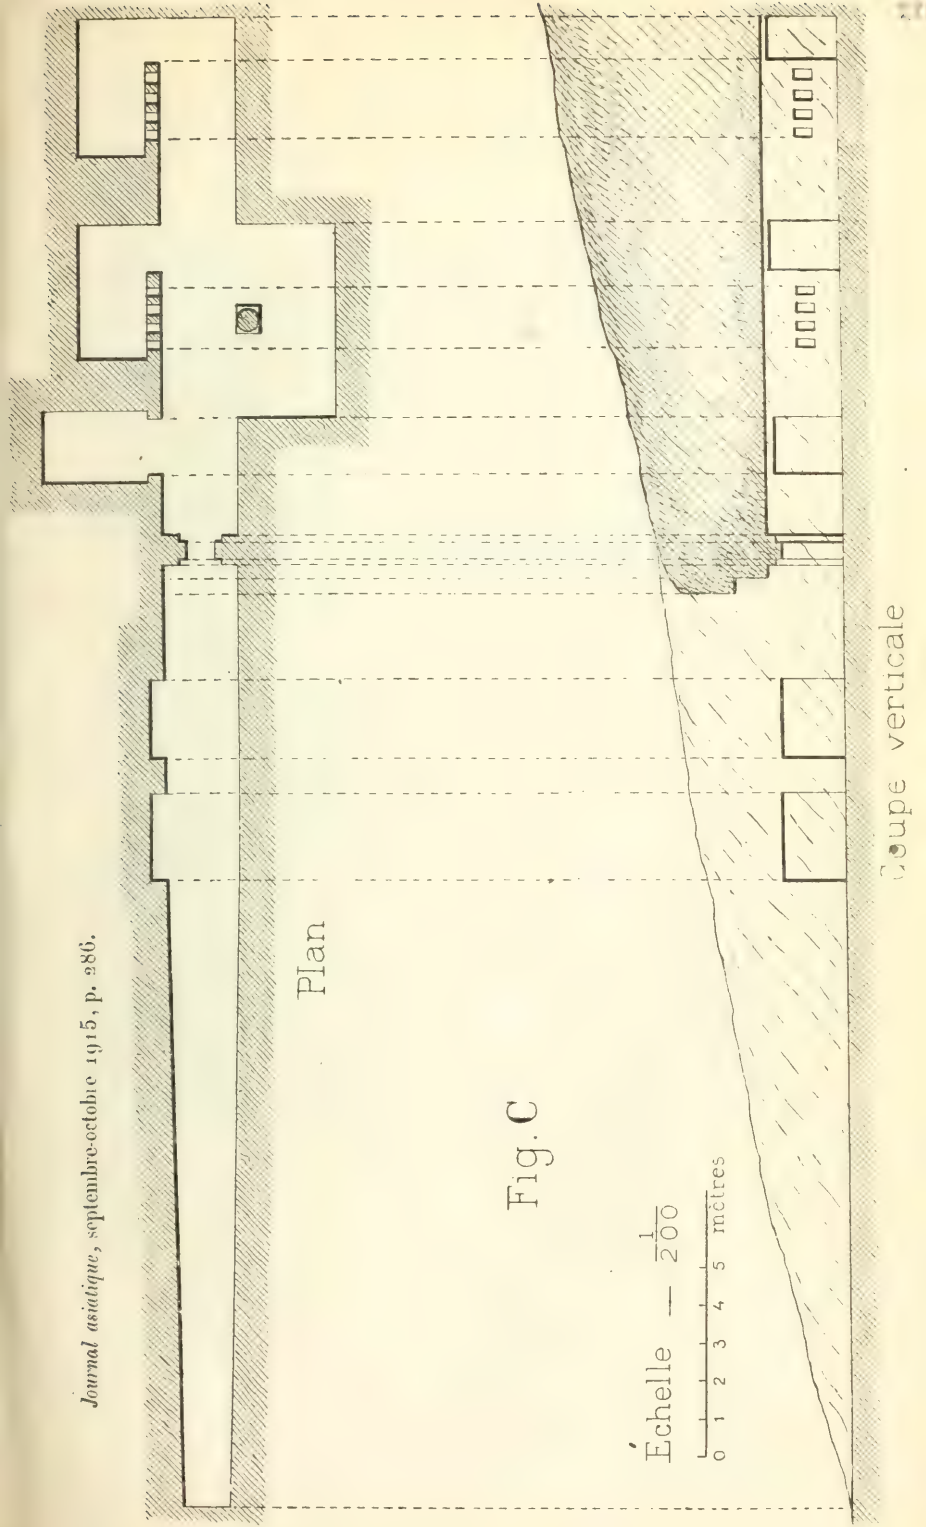 Journal asiatique, septembre-octobre 1915, p. 286.
Plan
Fig. C
Échelle — 1/200
0 1 2 3 4 5 mètres
Coupe verticale